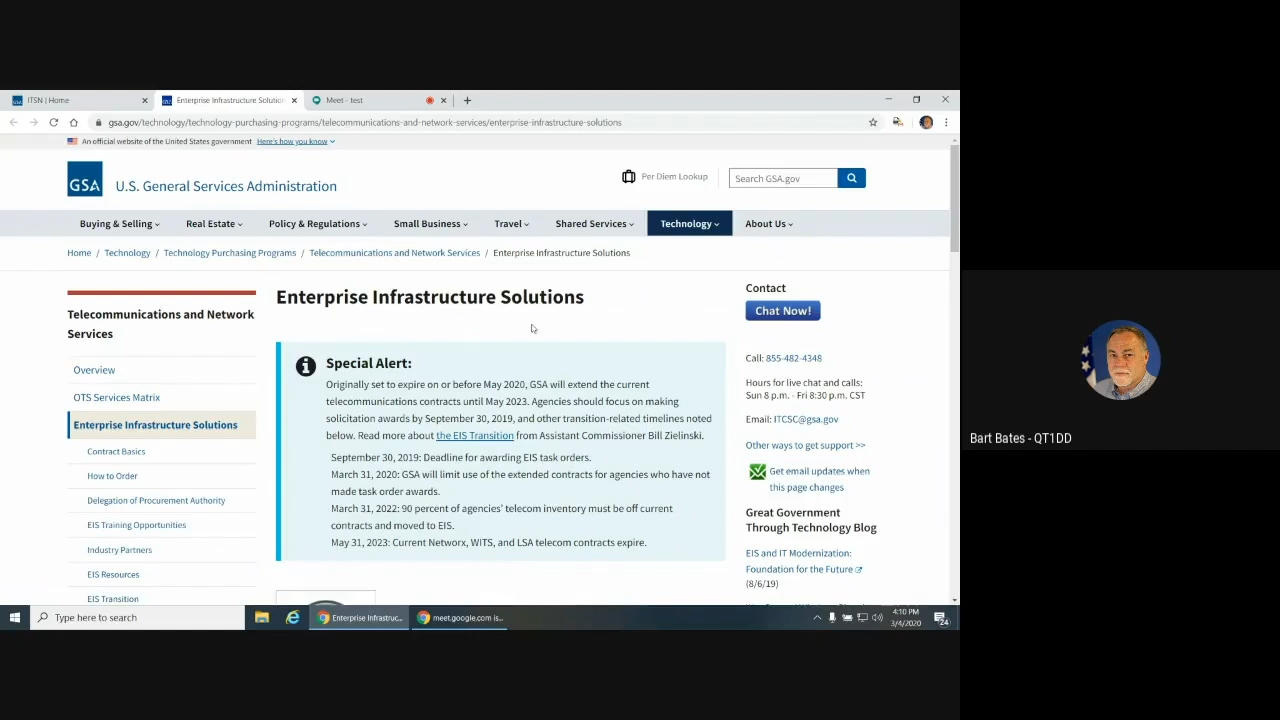 ITSN | Home
Enterprise Infrastructure Solution
Meet - test
gsa.gov/technology/technology-purchasing-programs/telecommunications-and-network-services/enterprise-infrastructure-solutions
An official website of the United States government Here's how you know
GSA
U.S. General Services Administration
Per Diem Lookup
Search GSA.gov
Buying & Selling
Real Estate
Policy & Regulations
Small Business
Travel
Shared Services
Technology
About Us
Home / Technology / Technology Purchasing Programs / Telecommunications and Network Services / Enterprise Infrastructure Solutions
Telecommunications and Network
Services
Overview
OTS Services Matrix
Enterprise Infrastructure Solutions
Contract Basics
How to Order
Delegation of Procurement Authority
EIS Training Opportunities
Industry Partners
EIS Resources
EIS Transition
Enterprise Infrastructure Solutions
Special Alert:
Originally set to expire on or before May 2020, GSA will extend the current
telecommunications contracts until May 2023. Agencies should focus on making
solicitation awards by September 30, 2019, and other transition-related timelines noted
below. Read more about the EIS Transition from Assistant Commissioner Bill Zielinski.
September 30, 2019: Deadline for awarding EIS task orders.
March 31, 2020: GSA will limit use of the extended contracts for agencies who have not
made task order awards.
March 31, 2022: 90 percent of agencies' telecom inventory must be off current
contracts and moved to EIS.
May 31, 2023: Current Networx, WITS, and LSA telecom contracts expire.
Contact
Chat Now!
Call: 855-482-4348
Hours for live chat and calls:
Sun 8 p.m. - Fri 8:30 p.m. CST
Email: ITCSC@gsa.gov
Other ways to get support >>
Get email updates when
this page changes
Great Government
Through Technology Blog
EIS and IT Modernization:
Foundation for the Future
(8/6/19)
Bart Bates - QT1DD
Type here to search
Enterprise Infrastruc...
meet.google.com is...
4:10 PM
3/4/2020
24